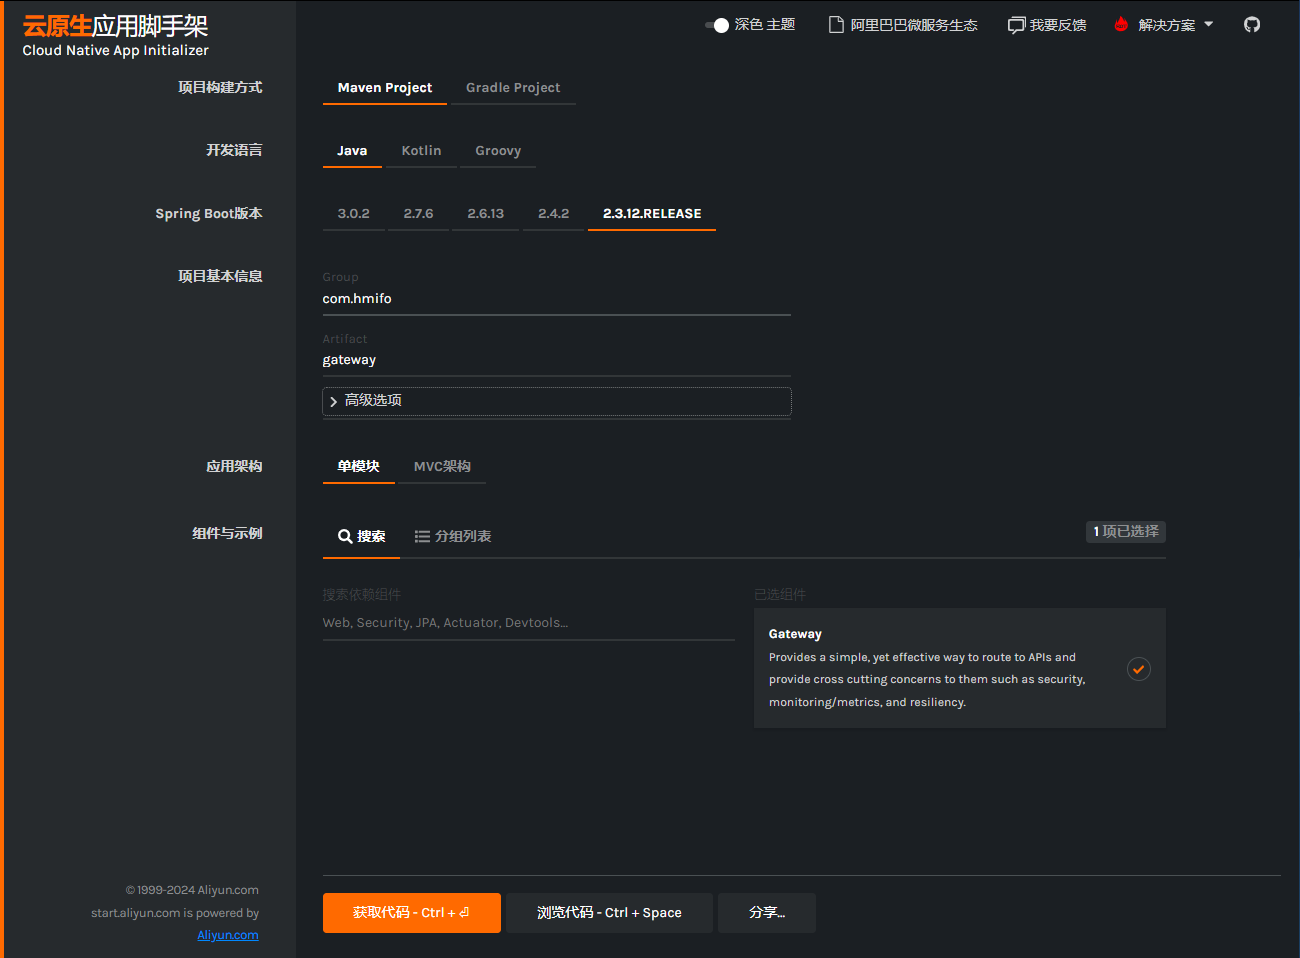 云原生应用脚手架
Cloud Native App Initializer
深色 主题
阿里巴巴微服务生态
我要反馈
解决方案
项目构建方式
Maven Project
Gradle Project
开发语言
Java
Kotlin
Groovy
Spring Boot版本
3.0.2
2.7.6
2.6.13
2.4.2
2.3.12.RELEASE
项目基本信息
Group
com.hmifo
Artifact
gateway
高级选项
应用架构
单模块
MVC架构
组件与示例
搜索
分组列表
1 项已选择
搜索依赖组件
Web, Security, JPA, Actuator, Devtools...
已选组件
Gateway
Provides a simple, yet effective way to route to APIs and
provide cross cutting concerns to them such as security,
monitoring/metrics, and resiliency.
© 1999-2024 Aliyun.com
start.aliyun.com is powered by
Aliyun.com
获取代码 - Ctrl + ⏎
浏览代码 - Ctrl + Space
分享...